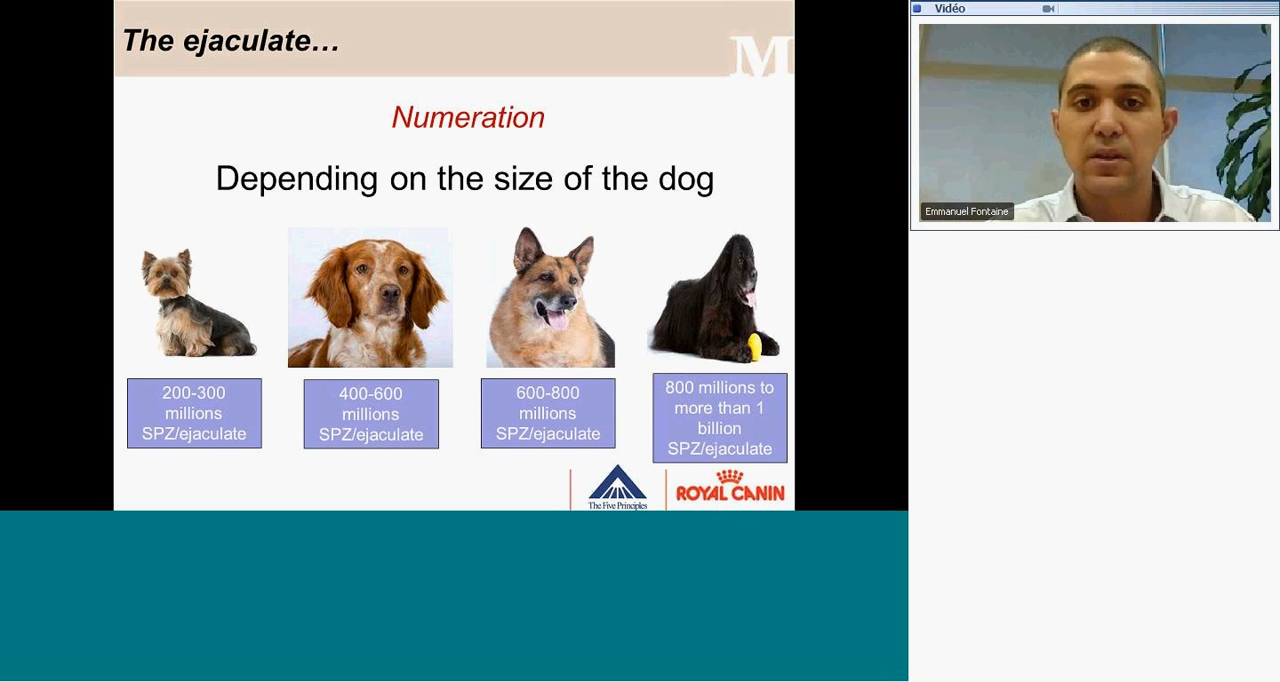 The ejaculate…
M
Numeration
Depending on the size of the dog
200-300
millions
SPZ/ejaculate
400-600
millions
SPZ/ejaculate
600-800
millions
SPZ/ejaculate
800 millions to
more than 1
billion
SPZ/ejaculate
The Five Principles
ROYAL CANIN
Vidéo
Emmanuel Fontaine